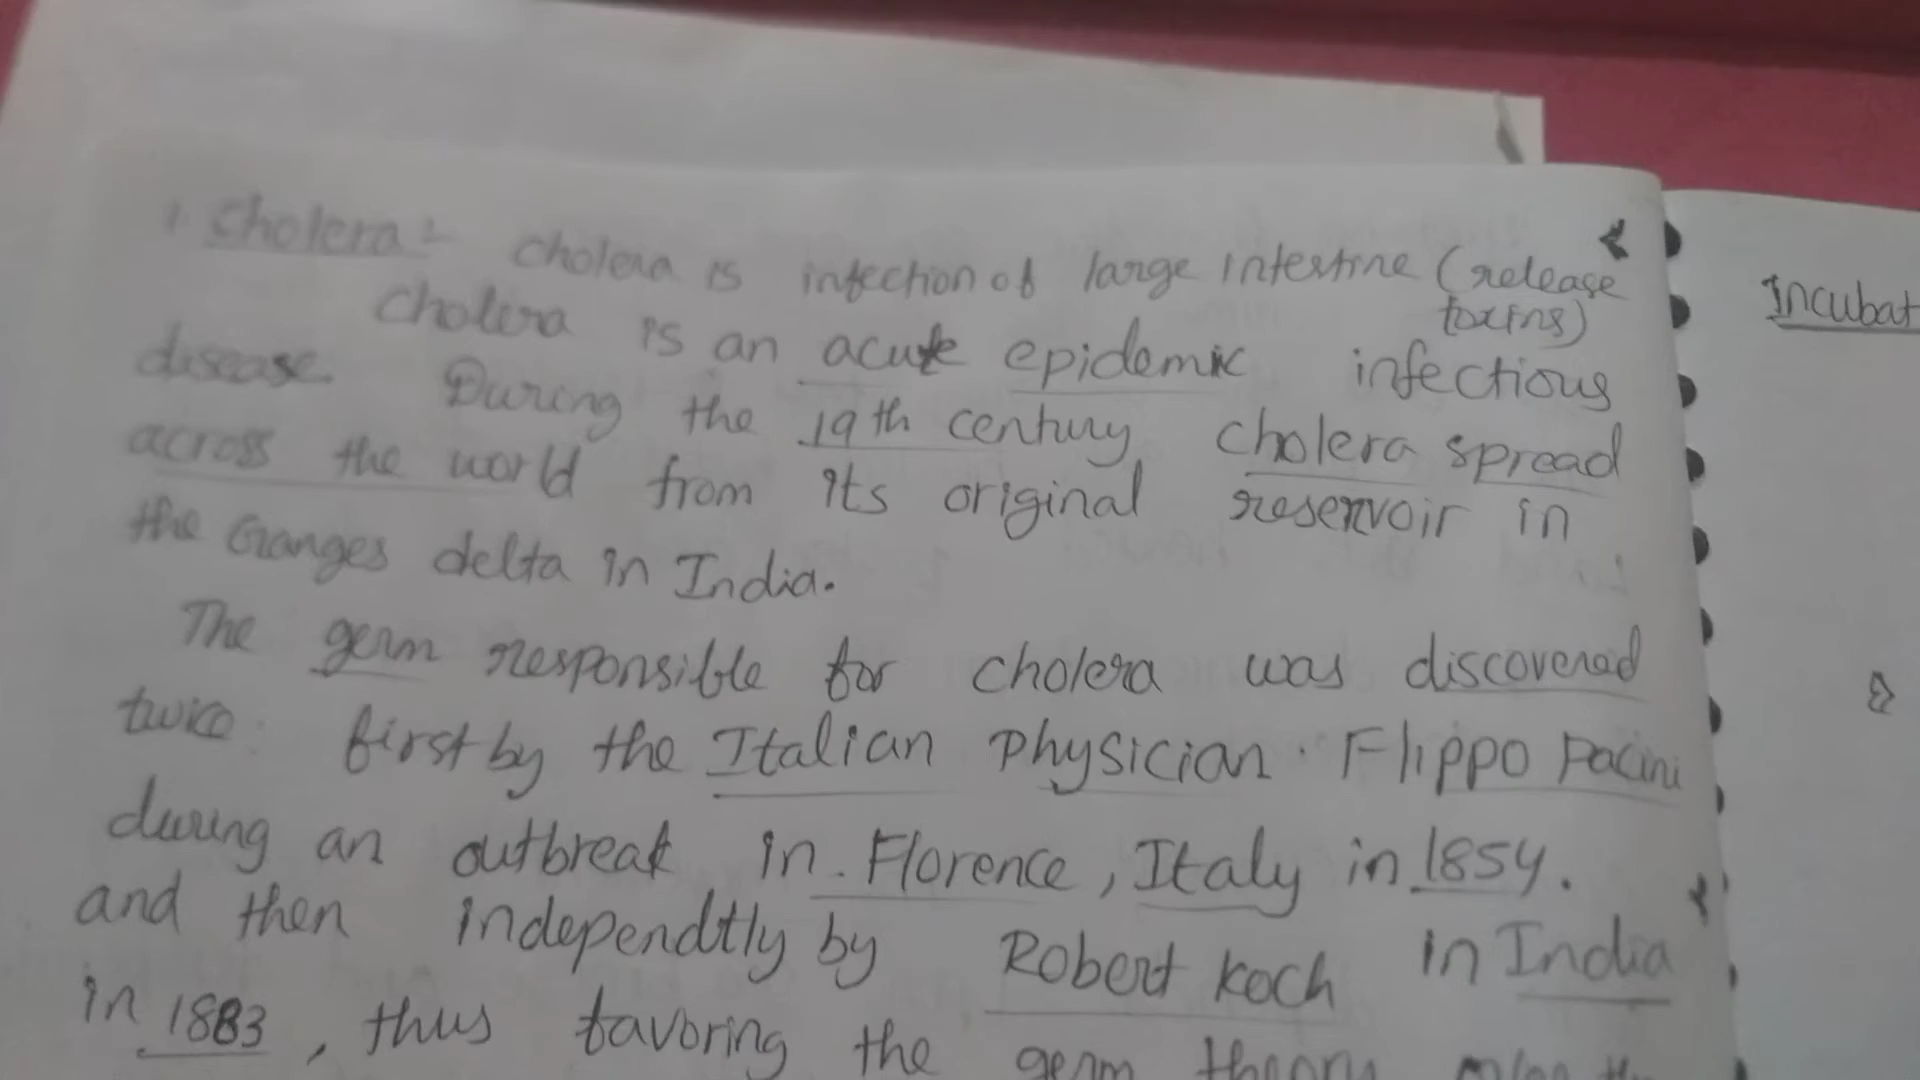 1. Cholera:- cholera is infection of large intestine (release
toxins)
Cholera is an acute epidemic infectious
disease. During the 19th century cholera spread
across the world from its original reservoir in
the Ganges delta in India.
The germ responsible for cholera was discovered
twice: first by the Italian physician. Flippo Pacini
during an outbreak in. Florence, Italy in 1854.
and then independtly by Robert Koch in India
in 1883, thus favoring the germ theory
Incubat